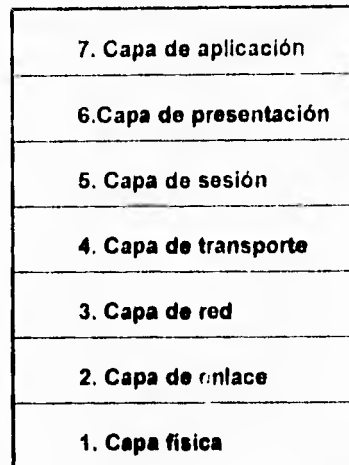 7. Capa de aplicación
6.Capa de presentación
5. Capa de sesión
4. Capa de transporte
3. Capa de red
2. Capa de enlace
1. Capa física